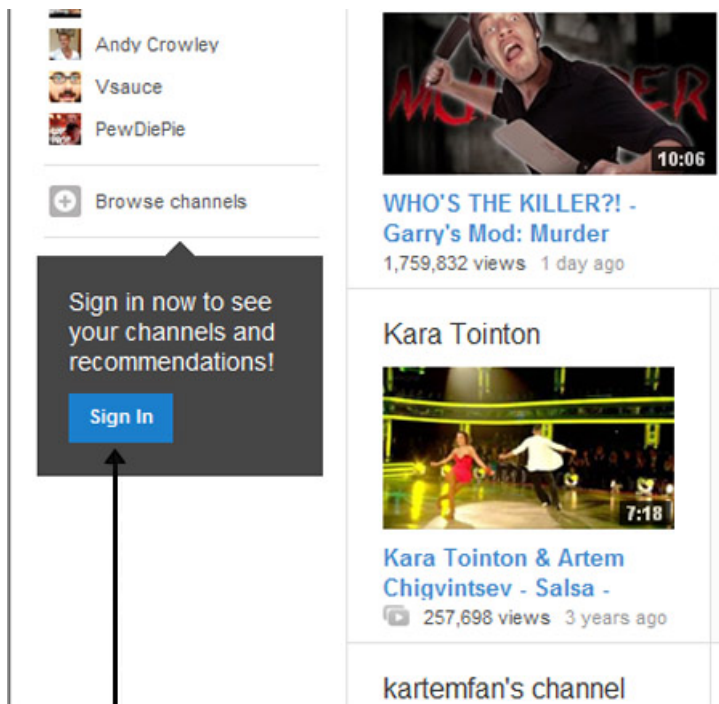 Andy Crowley
Vsauce
PewDiePie
Browse channels
Sign in now to see
your channels and
recommendations!
Sign In
MURDER
10:06
WHO'S THE KILLER?! -
Garry's Mod: Murder
1,759,832 views 1 day ago
Kara Tointon
7:18
Kara Tointon & Artem
Chigvintsev - Salsa -
257,698 views 3 years ago
kartemfan's channel